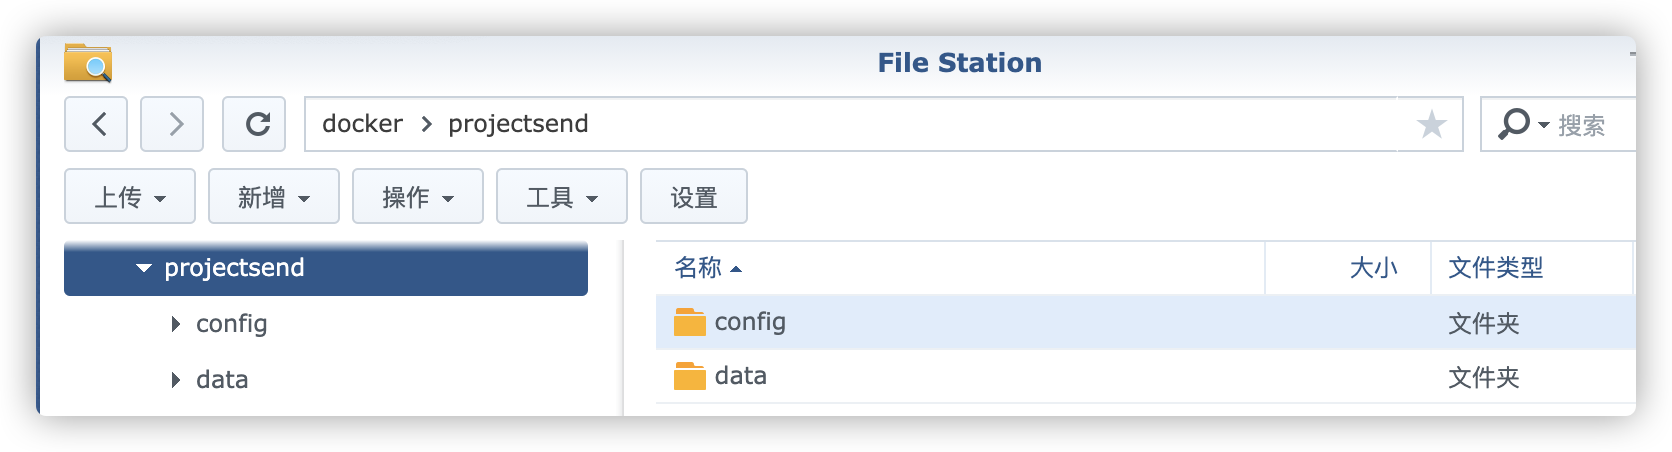 File Station
docker > projectsend
搜索
上传 新增 操作 工具 设置
projectsend
config
data
名称 大小 文件类型
config 文件夹
data 文件夹